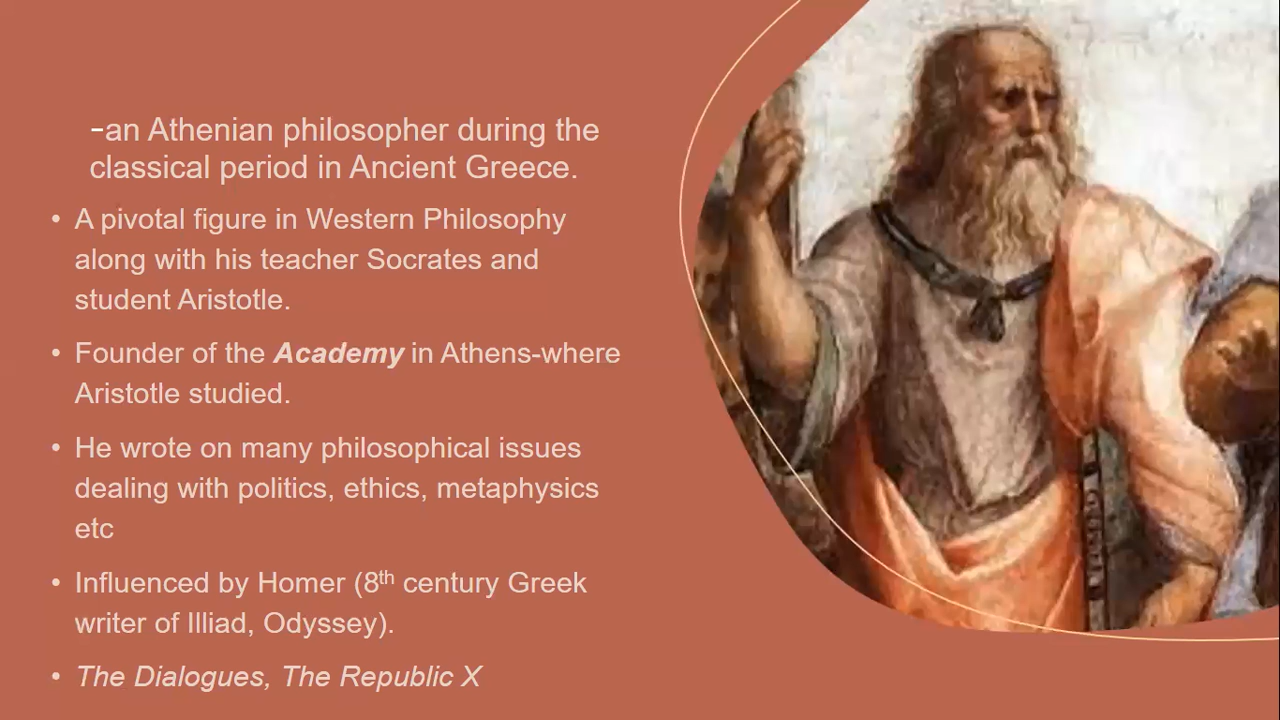 -an Athenian philosopher during the
classical period in Ancient Greece.
• A pivotal figure in Western Philosophy
along with his teacher Socrates and
student Aristotle.
• Founder of the Academy in Athens-where
Aristotle studied.
• He wrote on many philosophical issues
dealing with politics, ethics, metaphysics
etc
• Influenced by Homer (8th century Greek
writer of Illiad, Odyssey).
• The Dialogues, The Republic X